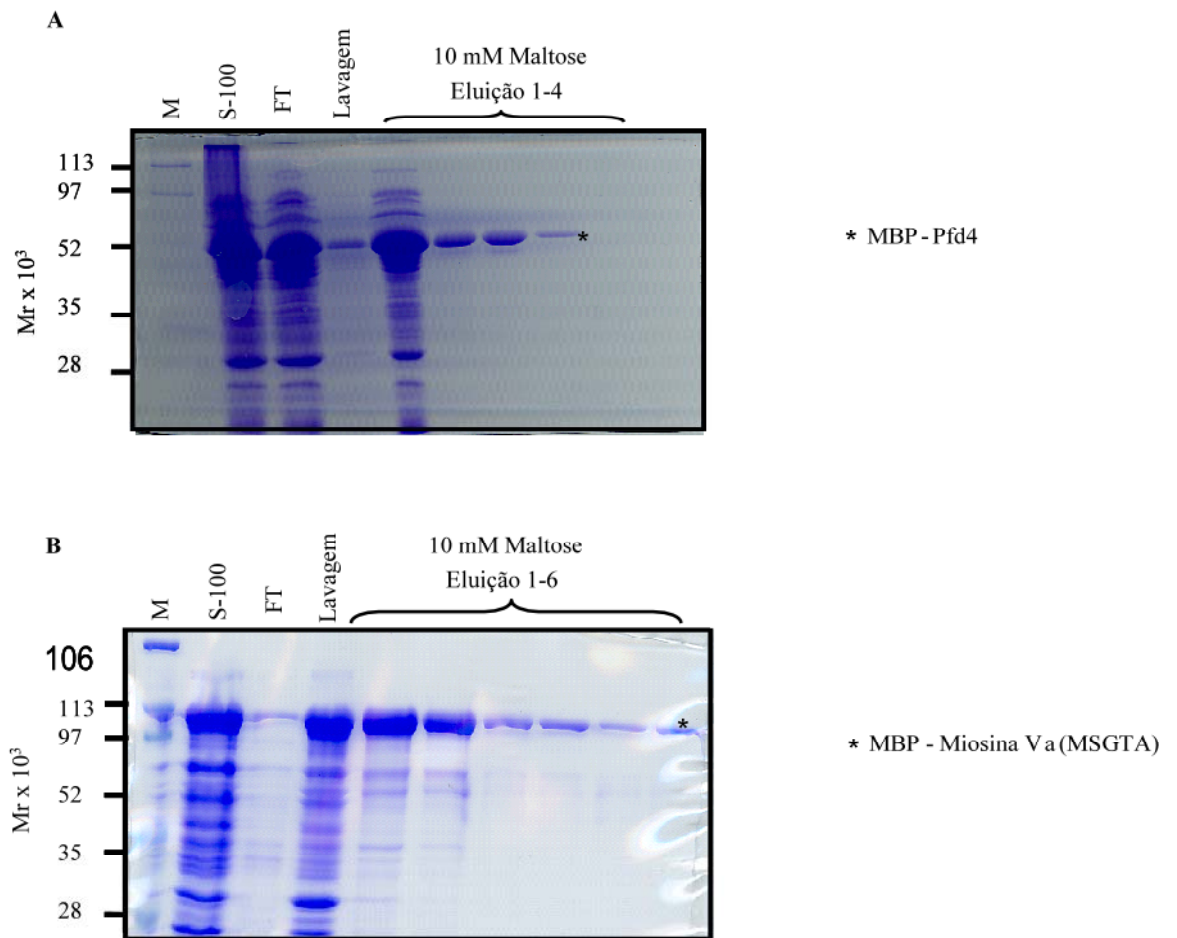 A
M
S-100
FT
Lavagem
10 mM Maltose
Eluição 1-4
113
97
52
35
28
Mr x 10³
*
* MBP - Pfd4
B
M
S-100
FT
Lavagem
10 mM Maltose
Eluição 1-6
106
113
97
52
35
28
Mr x 10³
*
* MBP - Miosina Va (MSGTA)